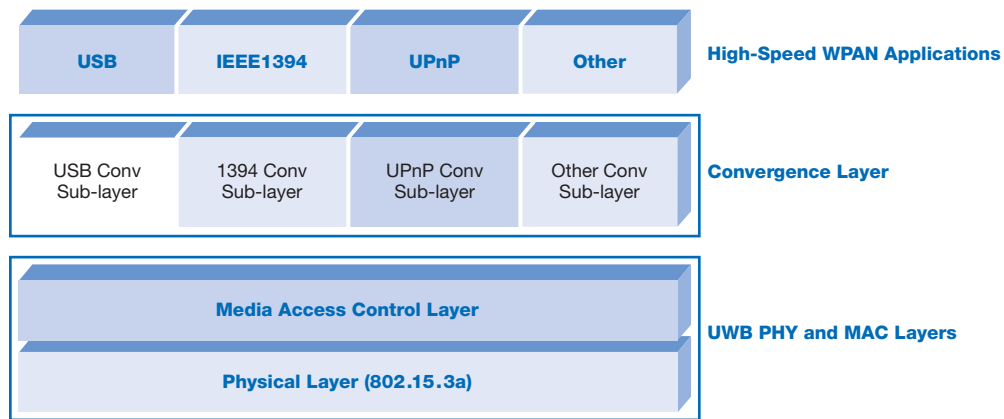 USB
IEEE1394
UPnP
Other
High-Speed WPAN Applications
USB Conv
Sub-layer
1394 Conv
Sub-layer
UPnP Conv
Sub-layer
Other Conv
Sub-layer
Convergence Layer
Media Access Control Layer
Physical Layer (802.15.3a)
UWB PHY and MAC Layers